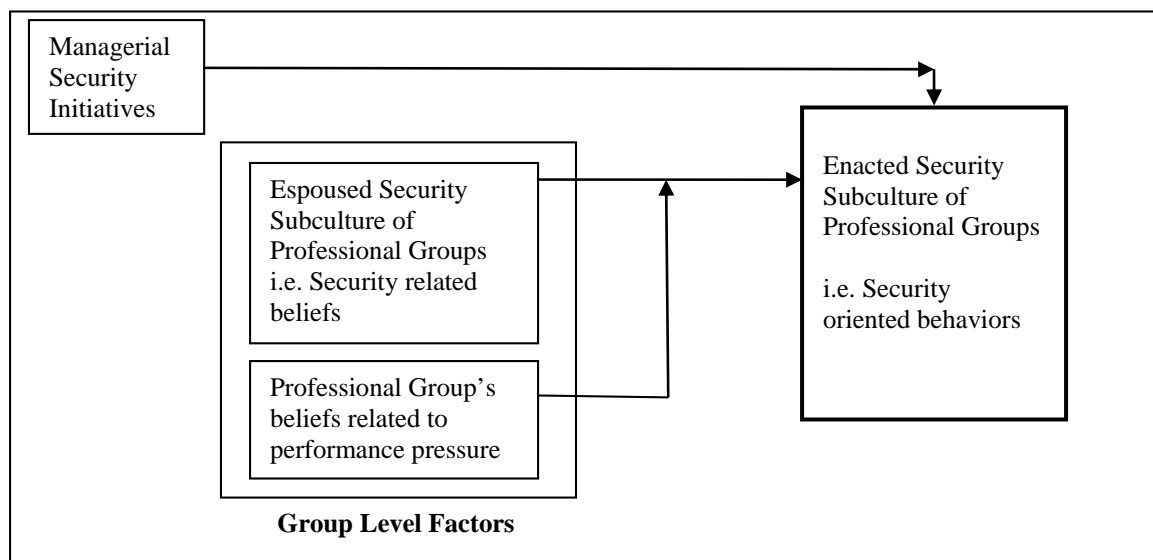 Managerial
Security
Initiatives
Espoused Security
Subculture of
Professional Groups
i.e. Security related
beliefs
Professional Group's
beliefs related to
performance pressure
Group Level Factors
Enacted Security
Subculture of
Professional Groups
i.e. Security
oriented behaviors